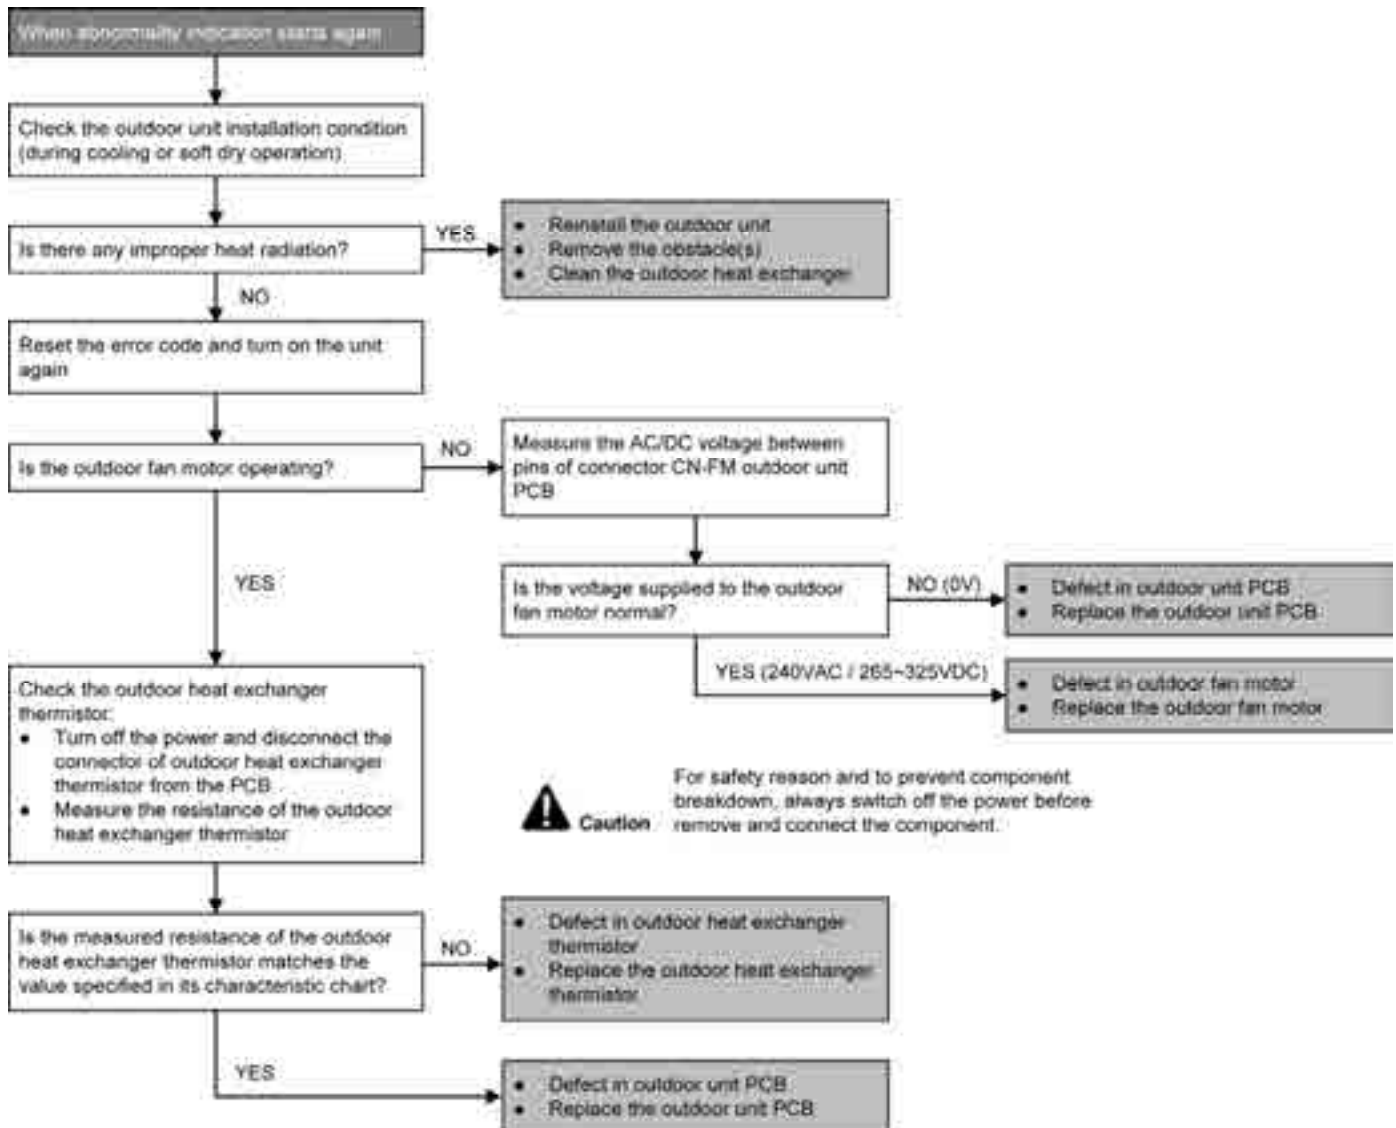 When abnormality indication starts again
Check the outdoor unit installation condition
(during cooling or soft dry operation)
Is there any improper heat radiation?
YES
● Reinstall the outdoor unit
● Remove the obstacle(s)
● Clean the outdoor heat exchanger
NO
Reset the error code and turn on the unit
again
Is the outdoor fan motor operating?
NO
Measure the AC/DC voltage between
pins of connector CN-FM outdoor unit
PCB
YES
Is the voltage supplied to the outdoor
fan motor normal?
NO (0V)
● Defect in outdoor unit PCB
● Replace the outdoor unit PCB
YES (240VAC / 265~325VDC)
● Defect in outdoor fan motor
● Replace the outdoor fan motor
Check the outdoor heat exchanger
thermistor:
● Turn off the power and disconnect the
connector of outdoor heat exchanger
thermistor from the PCB
● Measure the resistance of the outdoor
heat exchanger thermistor
Caution
For safety reason and to prevent component
breakdown, always switch off the power before
remove and connect the component.
Is the measured resistance of the outdoor
heat exchanger thermistor matches the
value specified in its characteristic chart?
NO
● Defect in outdoor heat exchanger
thermistor
● Replace the outdoor heat exchanger
thermistor
YES
● Defect in outdoor unit PCB
● Replace the outdoor unit PCB